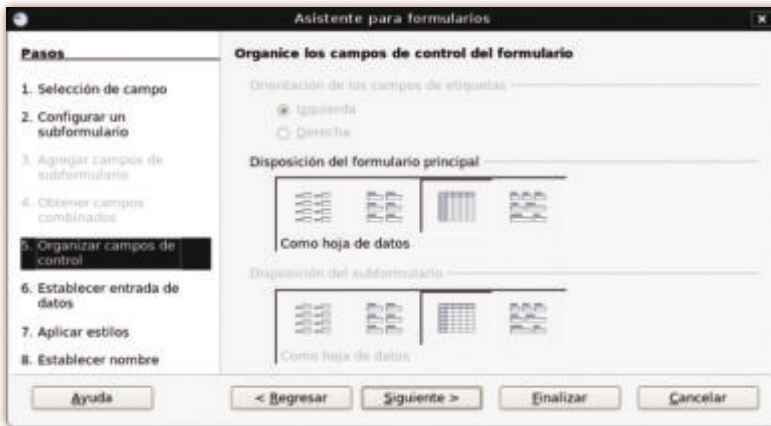 Asistente para formularios
Pasos
1. Selección de campo
2. Configurar un
subformulario
3. Agregar campos de
subformulario
4. Obtener campos
combinados
5. Organizar campos de
control
6. Establecer entrada de
datos
7. Aplicar estilos
8. Establecer nombre
Organice los campos de control del formulario
Orientación de los campos de etiquetas
Izquierda
Derecha
Disposición del formulario principal
Como hoja de datos
Disposición del subformulario
Como hoja de datos
Ayuda
< Regresar
Siguiente >
Finalizar
Cancelar